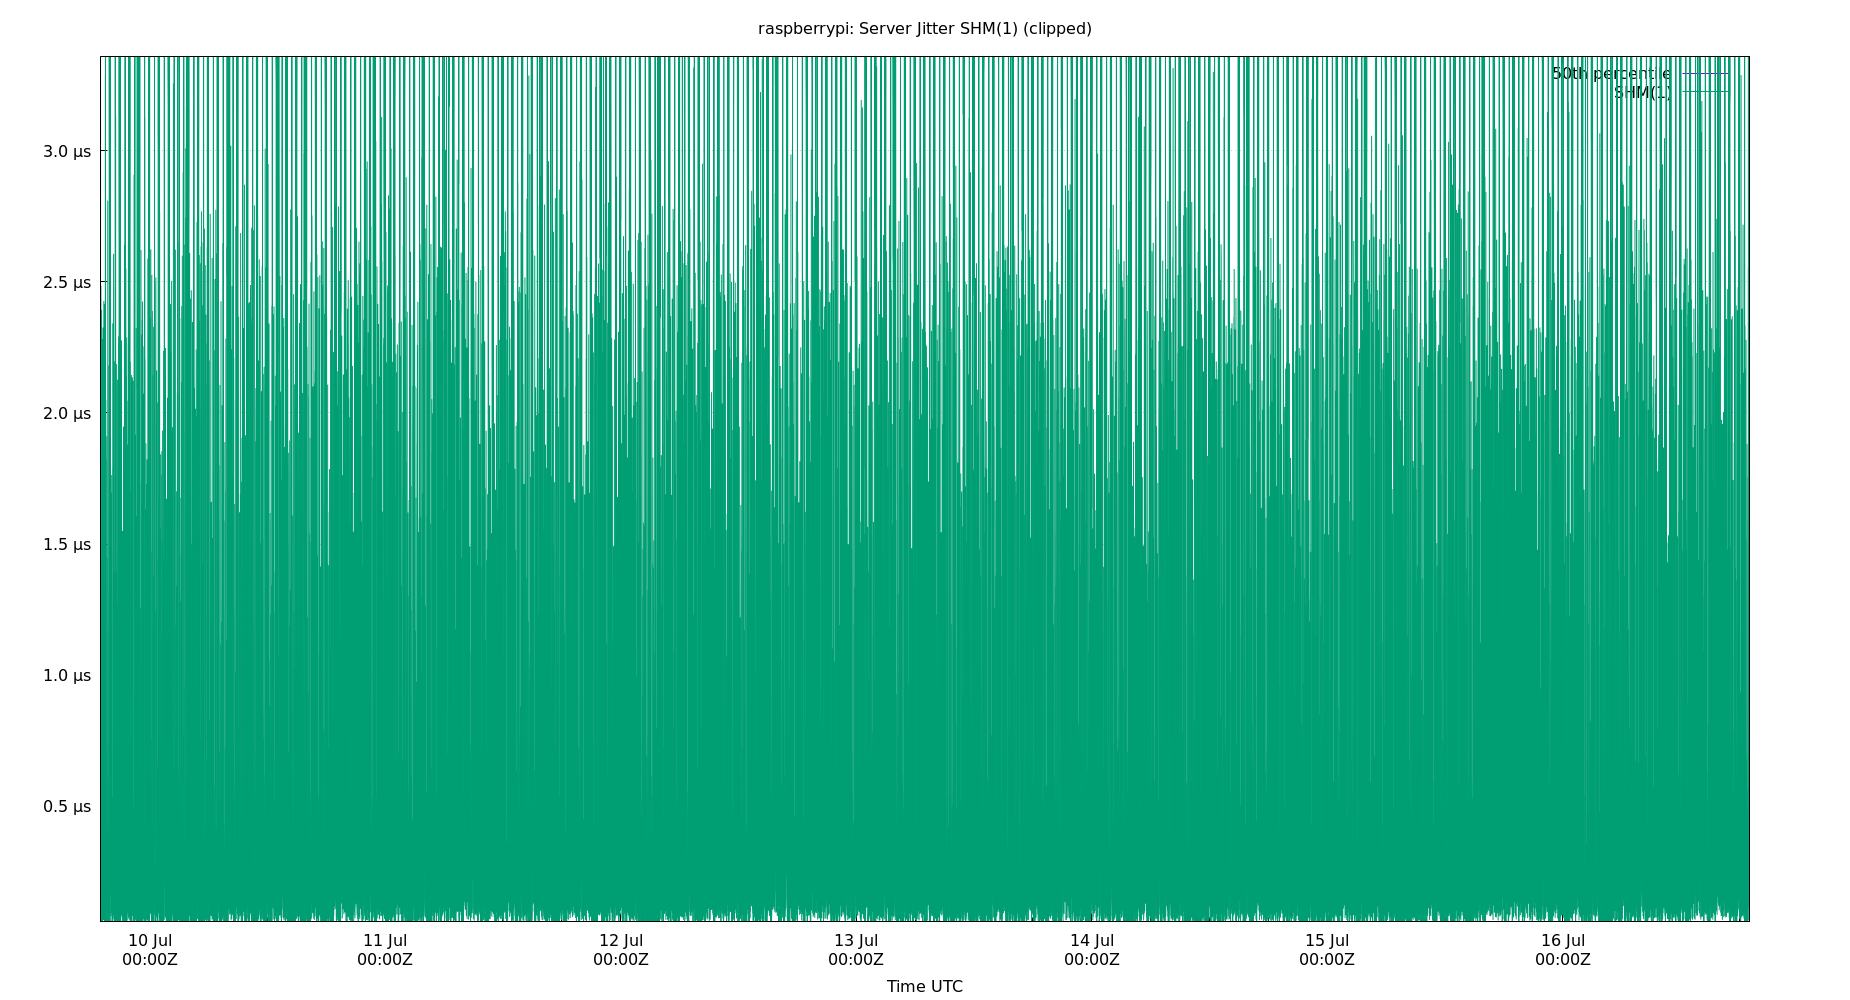 raspberrypi: Server Jitter SHM(1) (clipped)
50th percentile
SHM(1)
3.0 µs
2.5 µs
2.0 µs
1.5 µs
1.0 µs
0.5 µs
10 Jul 11 Jul 12 Jul 13 Jul 14 Jul 15 Jul 16 Jul
00:00Z 00:00Z 00:00Z 00:00Z 00:00Z 00:00Z 00:00Z
Time UTC